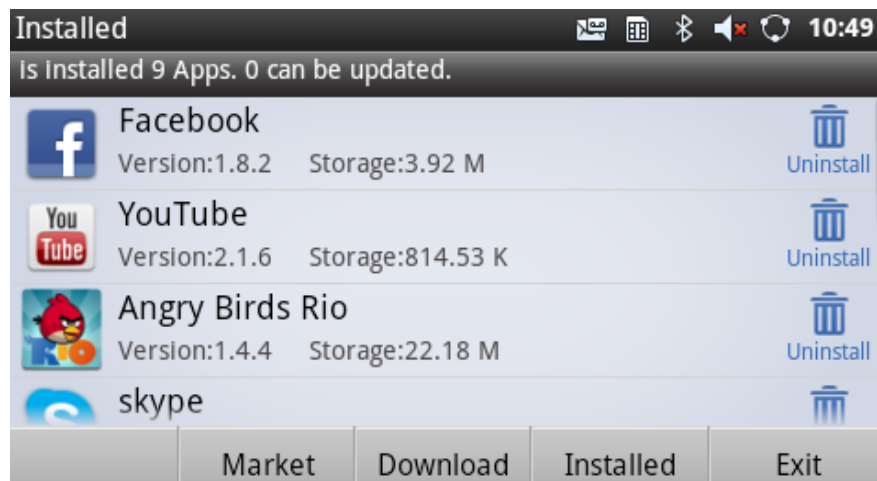 Installed 10:49
is installed 9 Apps. 0 can be updated.
f
Facebook
Version:1.8.2 Storage:3.92 M
Uninstall
You
Tube
YouTube
Version:2.1.6 Storage:814.53 K
Uninstall
RIO
Angry Birds Rio
Version:1.4.4 Storage:22.18 M
Uninstall
S
skype
Market Download Installed Exit